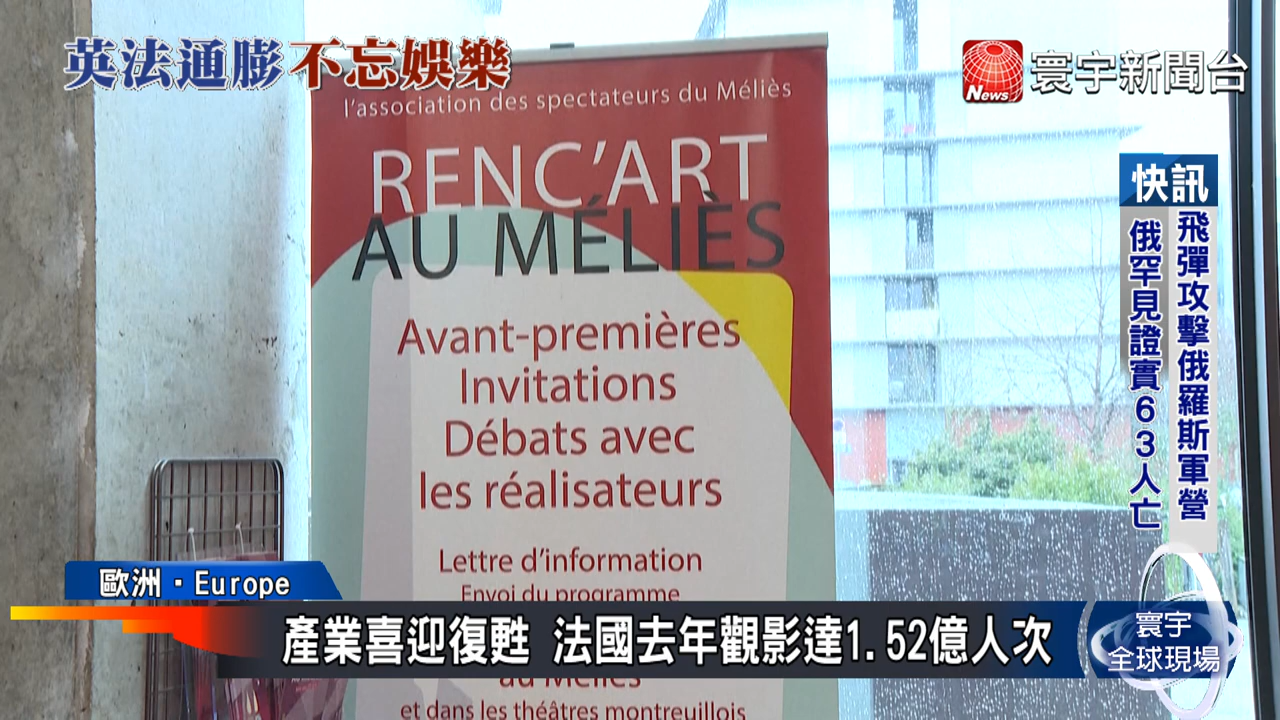 英法通膨不忘娛樂
News 寰宇新聞台
l'association des spectateurs du Méliès
RENC'ART
AU MÉLIÈS
Avant-premières
Invitations
Débats avec
les réalisateurs
Lettre d'information
Envoi du programme
au Méliès
et dans les théâtres montreuillois
快訊
飛彈攻擊俄羅斯軍營
俄罕見證實63人亡
歐洲·Europe
產業喜迎復甦 法國去年觀影達1.52億人次
寰宇
全球現場